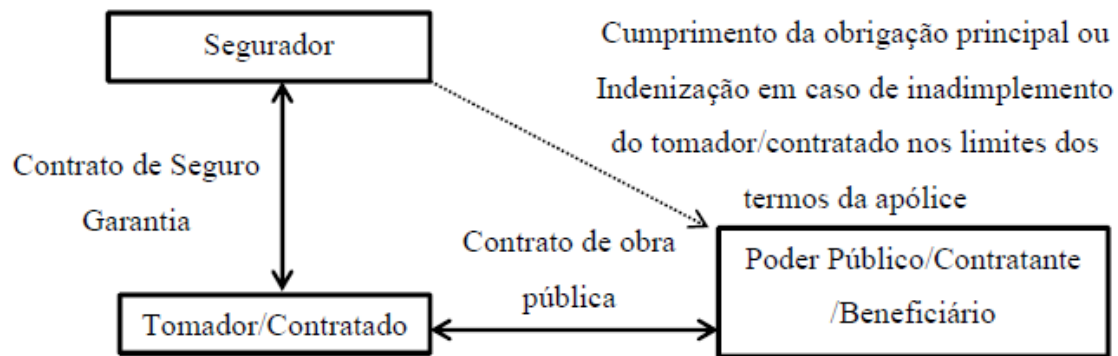 Segurador
Cumprimento da obrigação principal ou
Indenização em caso de inadimplemento
do tomador/contratado nos limites dos
termos da apólice
Contrato de Seguro
Garantia
Contrato de obra
pública
Poder Público/Contratante
/Beneficiário
Tomador/Contratado